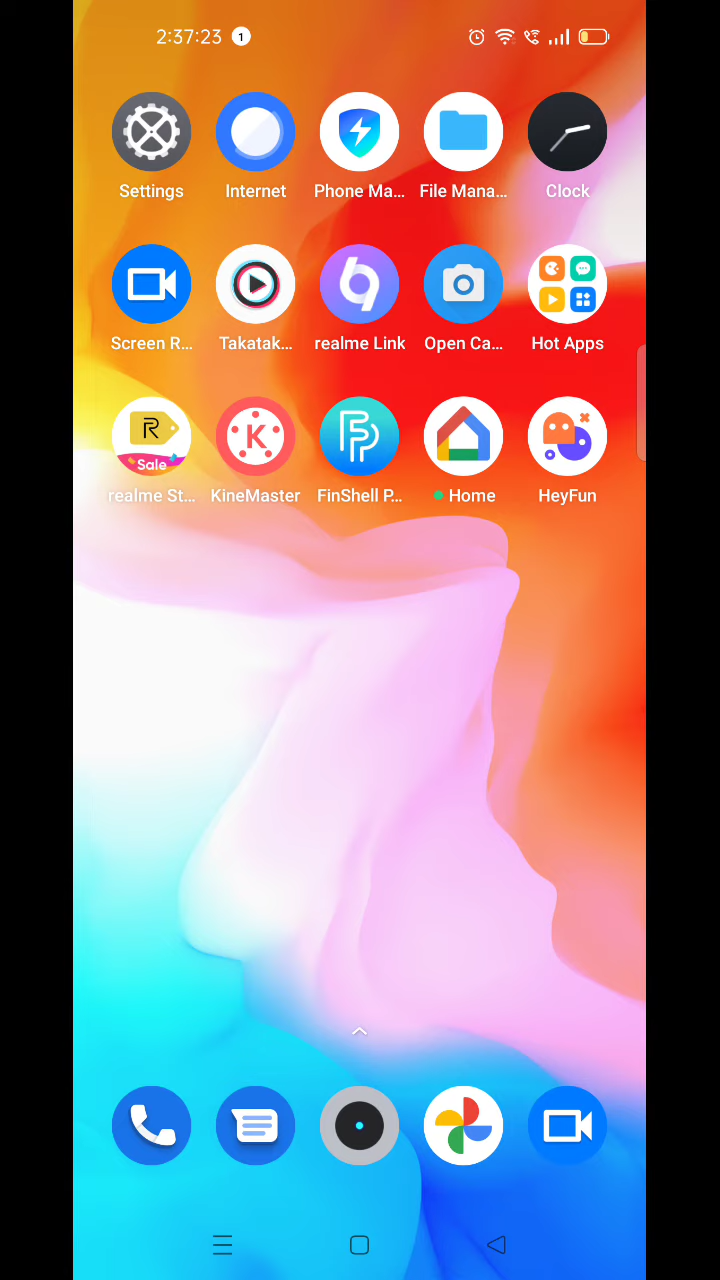 2:37:23 1
Settings Internet Phone Ma... File Mana... Clock
Screen R... Takatak... realme Link Open Ca... Hot Apps
R
Sale
K
realme St... KineMaster FinShell P... Home HeyFun